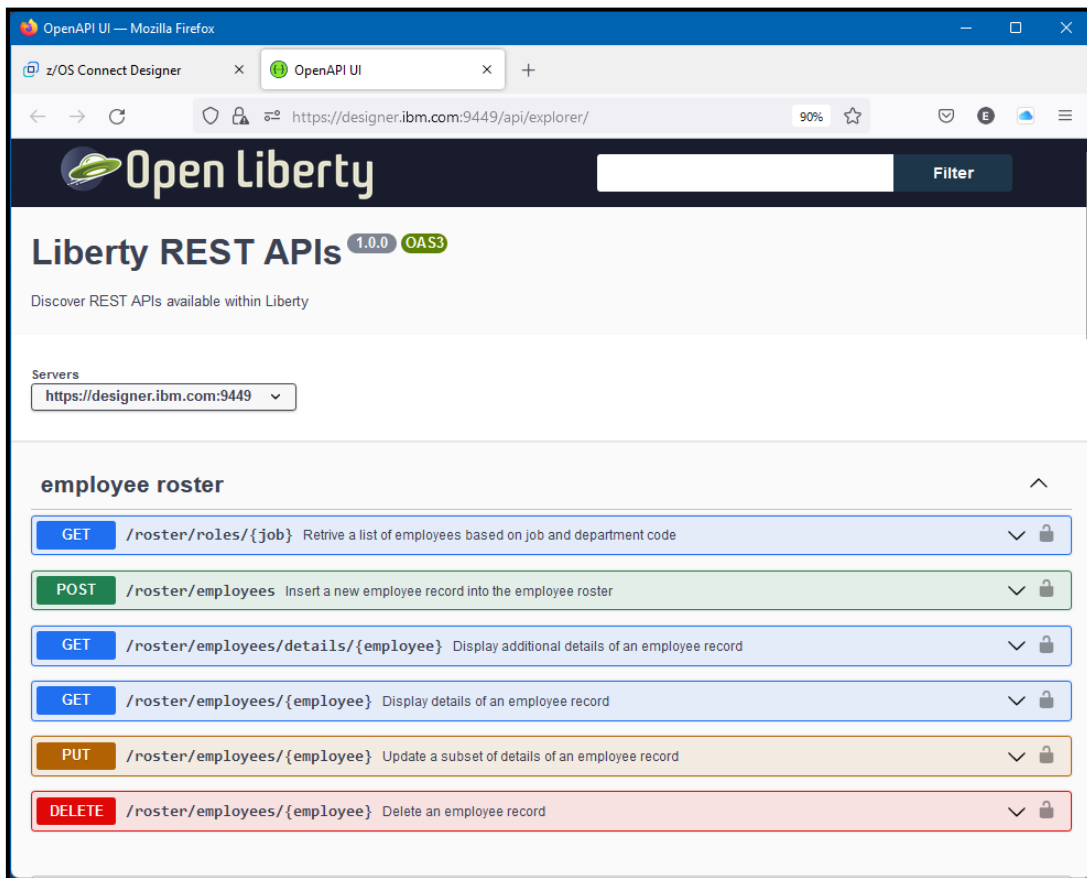 OpenAPI UI — Mozilla Firefox
z/OS Connect Designer
OpenAPI UI
https://designer.ibm.com:9449/api/explorer/
90%
E
Open Liberty
Filter
Liberty REST APIs 1.0.0 OAS3
Discover REST APIs available within Liberty
Servers
https://designer.ibm.com:9449
employee roster
GET /roster/roles/{job} Retrive a list of employees based on job and department code
POST /roster/employees Insert a new employee record into the employee roster
GET /roster/employees/details/{employee} Display additional details of an employee record
GET /roster/employees/{employee} Display details of an employee record
PUT /roster/employees/{employee} Update a subset of details of an employee record
DELETE /roster/employees/{employee} Delete an employee record